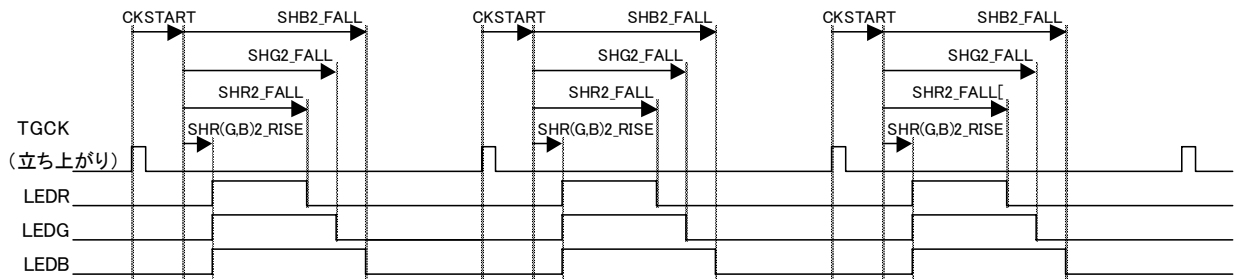 CKSTART SHB2_FALL CKSTART SHB2_FALL CKSTART SHB2_FALL
SHG2_FALL SHG2_FALL SHG2_FALL
SHR2_FALL SHR2_FALL SHR2_FALL[
TGCK
SHR(G,B)2_RISE SHR(G,B)2_RISE SHR(G,B)2_RISE
(立ち上がり)
LEDR
LEDG
LEDB